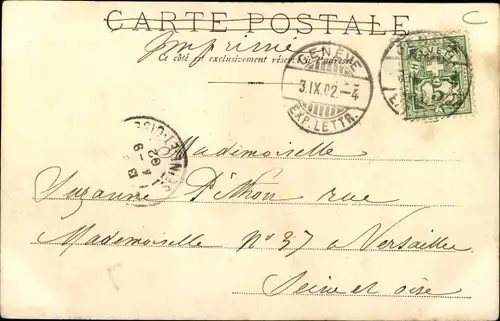 C
CARTE POSTALE
Imprimé
Ce côté est exclusivement réservé à l'adresse
GENÈVE
3.IX.02.-4
EXP. LETTR.
5
Mademoiselle
Suzanne rue
Mademoiselle No 37 a Versailles
Seine et oise